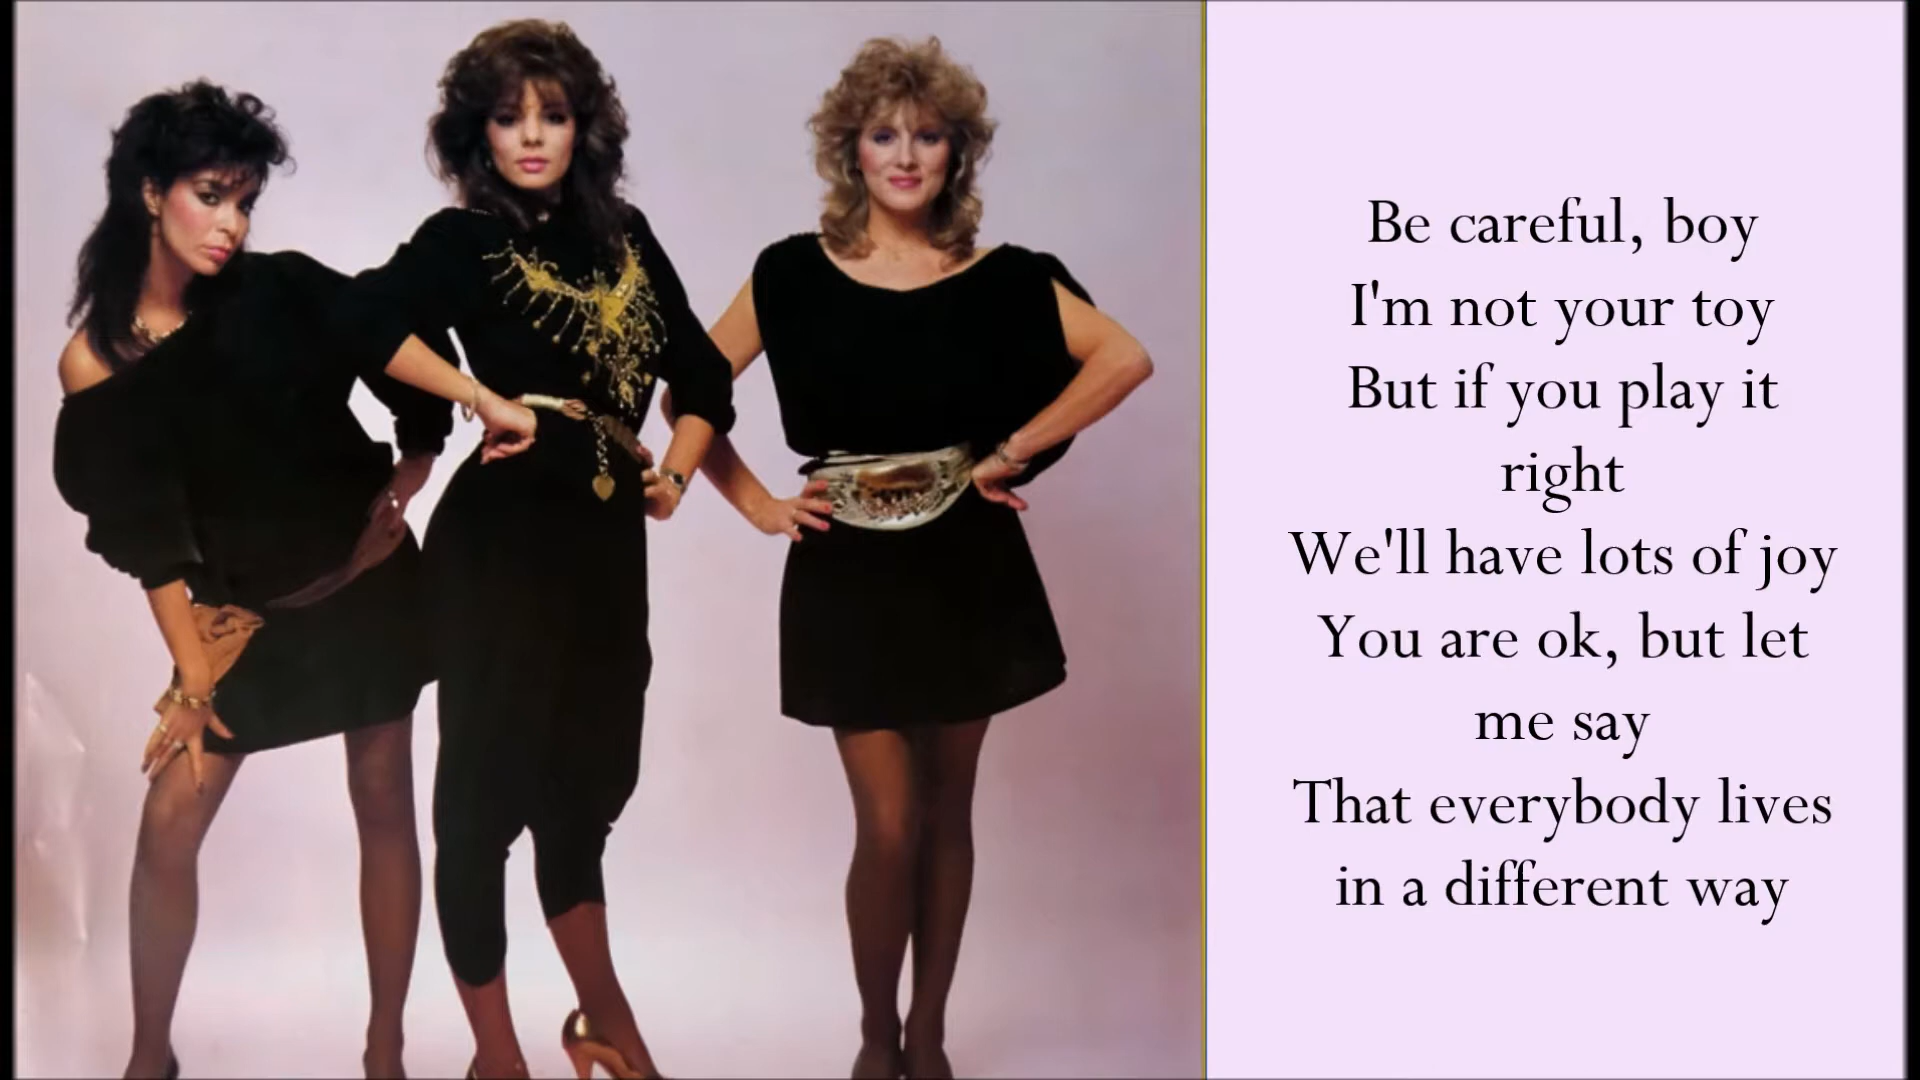 Be careful, boy
I'm not your toy
But if you play it
right
We'll have lots of joy
You are ok, but let
me say
That everybody lives
in a different way